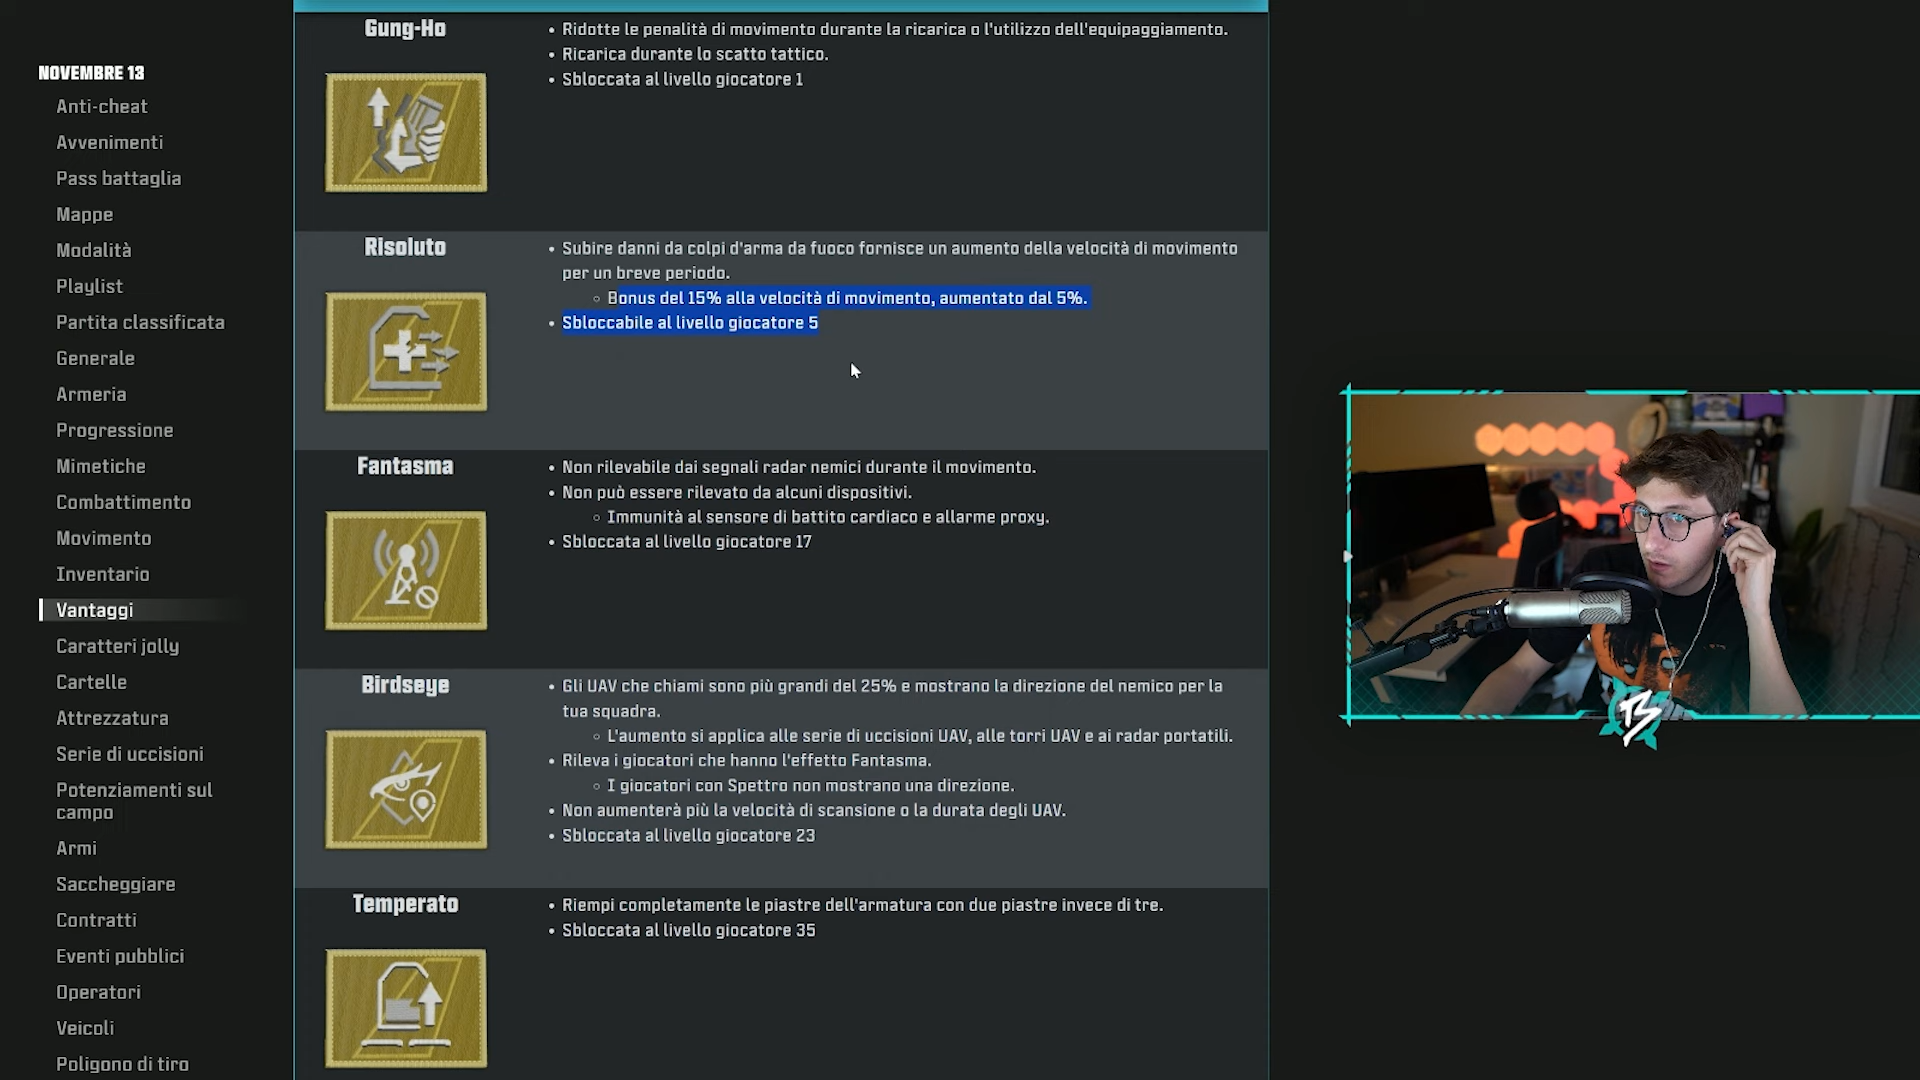 NOVEMBRE 13
Anti-cheat
Avvenimenti
Pass battaglia
Mappe
Modalità
Playlist
Partita classificata
Generale
Armeria
Progressione
Mimetiche
Combattimento
Movimento
Inventario
Vantaggi
Caratteri jolly
Cartelle
Attrezzatura
Serie di uccisioni
Potenziamenti sul
campo
Armi
Saccheggiare
Contratti
Eventi pubblici
Operatori
Veicoli
Poligono di tiro
Gung-Ho
• Ridotte le penalità di movimento durante la ricarica o l'utilizzo dell'equipaggiamento.
• Ricarica durante lo scatto tattico.
• Sbloccata al livello giocatore 1
Risoluto
• Subire danni da colpi d'arma da fuoco fornisce un aumento della velocità di movimento
per un breve periodo.
◦ Bonus del 15% alla velocità di movimento, aumentato dal 5%.
• Sbloccabile al livello giocatore 5
Fantasma
• Non rilevabile dai segnali radar nemici durante il movimento.
• Non può essere rilevato da alcuni dispositivi.
◦ Immunità al sensore di battito cardiaco e allarme proxy.
• Sbloccata al livello giocatore 17
Birdseye
• Gli UAV che chiami sono più grandi del 25% e mostrano la direzione del nemico per la
tua squadra.
◦ L'aumento si applica alle serie di uccisioni UAV, alle torri UAV e ai radar portatili.
• Rileva i giocatori che hanno l'effetto Fantasma.
◦ I giocatori con Spettro non mostrano una direzione.
• Non aumenterà più la velocità di scansione o la durata degli UAV.
• Sbloccata al livello giocatore 23
Temperato
• Riempi completamente le piastre dell'armatura con due piastre invece di tre.
• Sbloccata al livello giocatore 35